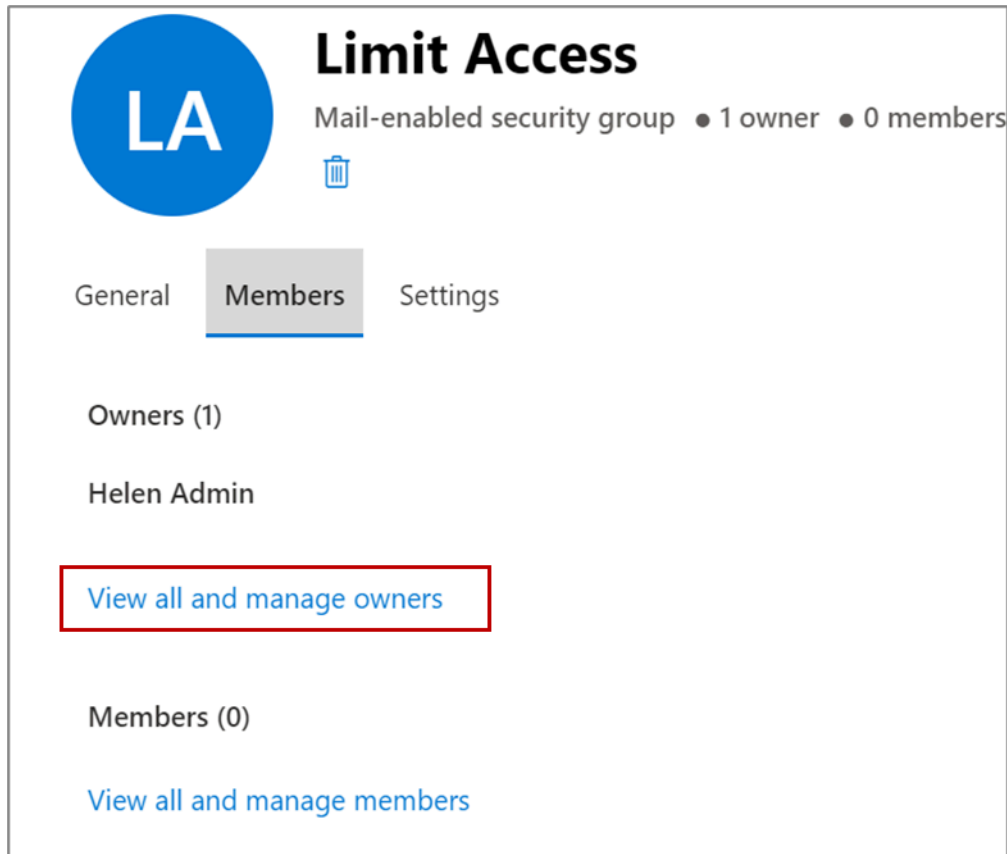 LA
Limit Access
Mail-enabled security group ● 1 owner ● 0 members
General Members Settings
Owners (1)
Helen Admin
View all and manage owners
Members (0)
View all and manage members